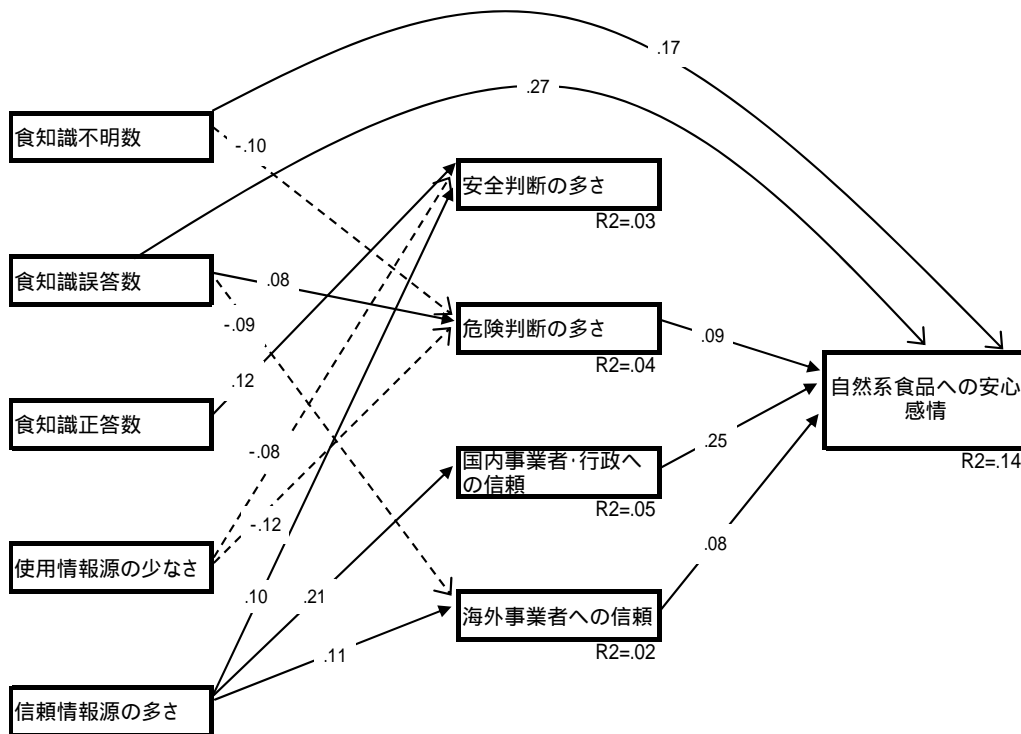 .17
.27
食知識不明数
-.10
安全判断の多さ
R2=.03
食知識誤答数
.08
-.09
危険判断の多さ
R2=.04
.09
自然系食品への安心
感情
R2=.14
.12
食知識正答数
-.08
国内事業者・行政へ
の信頼
R2=.05
.25
-.12
使用情報源の少なさ
.10
.21
海外事業者への信頼
R2=.02
.08
.11
信頼情報源の多さ